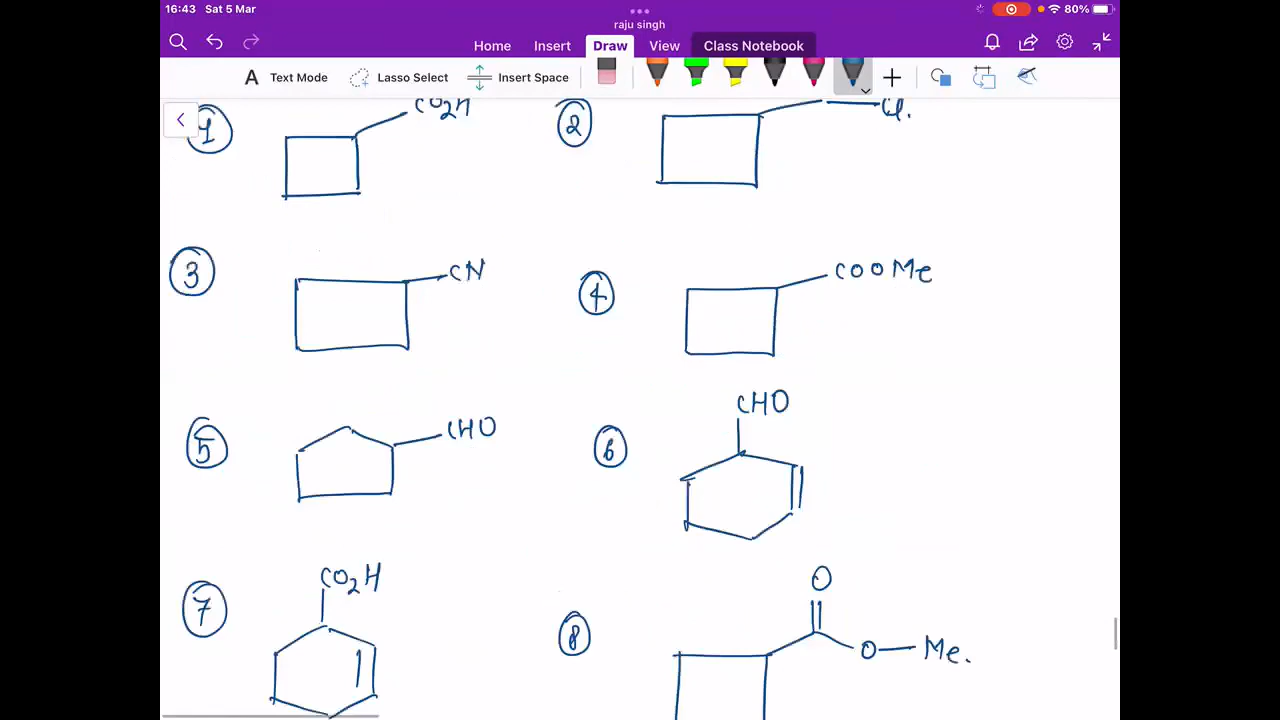 16:43 Sat 5 Mar
80%
raju singh
Home Insert Draw View Class Notebook
A Text Mode Lasso Select Insert Space
1 CO2H
2
3 CN
4 COOMe
5 CHO
6 CHO
7 CO2H
8 O
O Me.